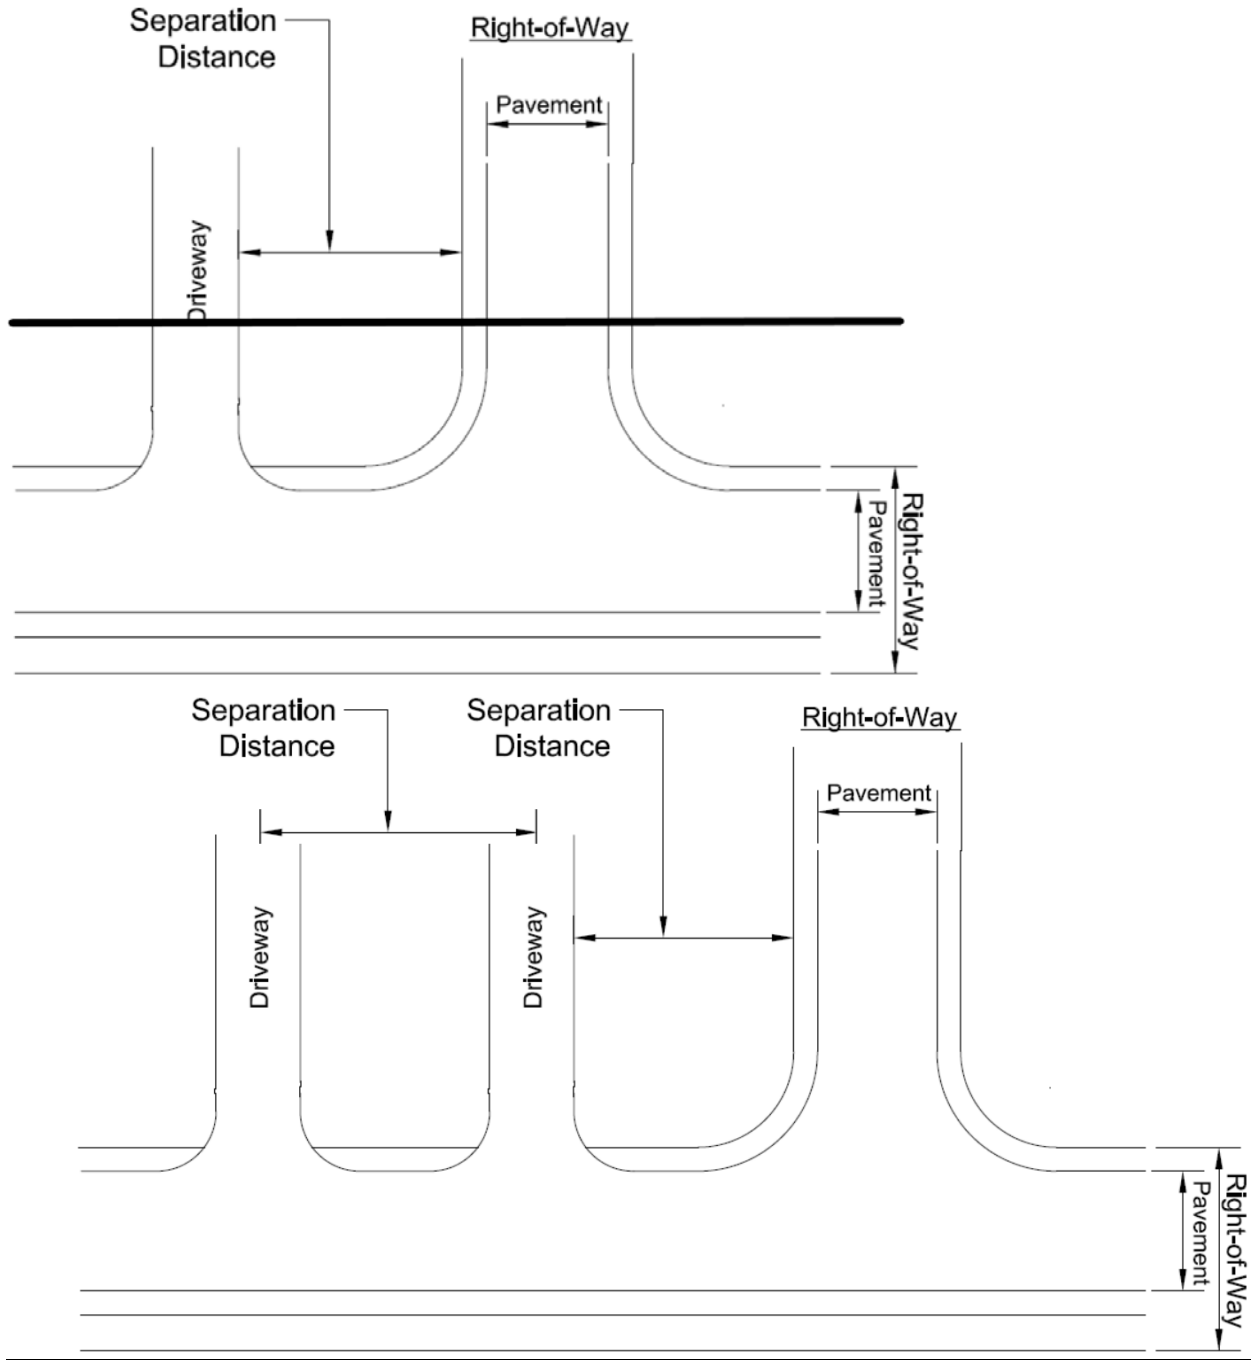 Separation
Distance
Right-of-Way
Pavement
Driveway
Pavement
Right-of-Way
Separation
Distance
Separation
Distance
Right-of-Way
Pavement
Driveway
Driveway
Pavement
Right-of-Way